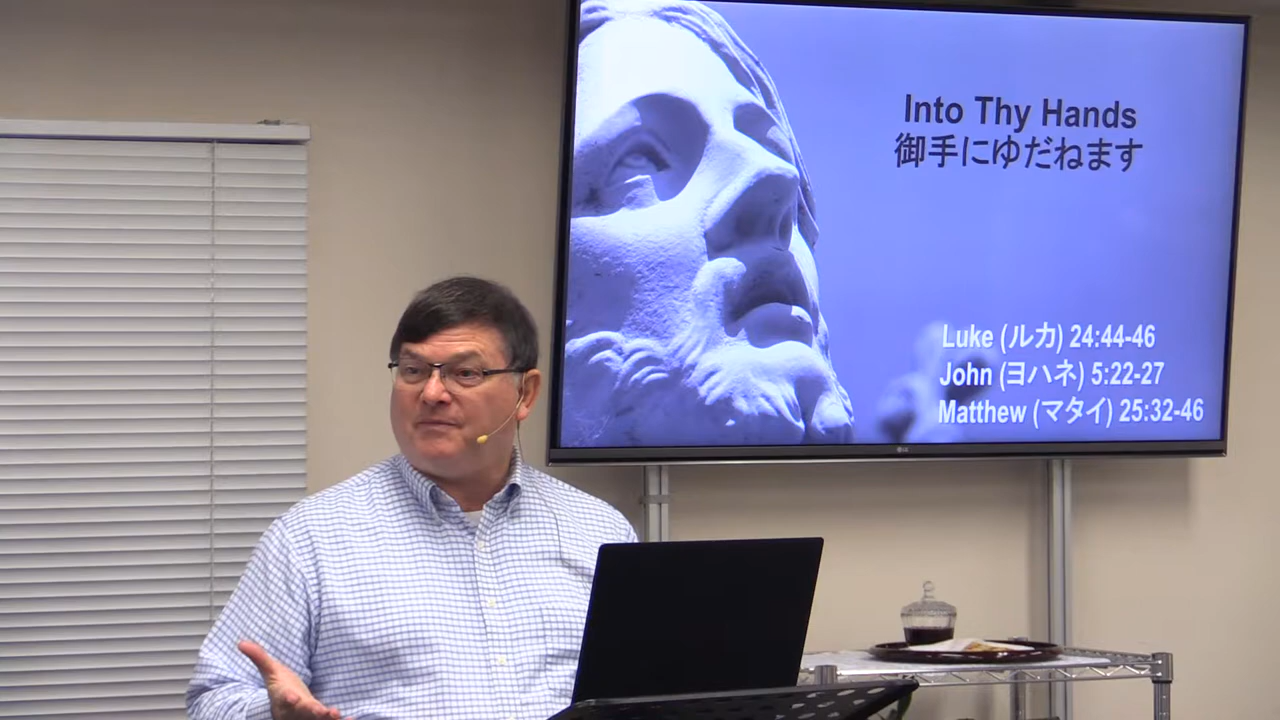 Into Thy Hands
御手にゆだねます
Luke (ルカ) 24:44-46
John (ヨハネ) 5:22-27
Matthew (マタイ) 25:32-46
LG